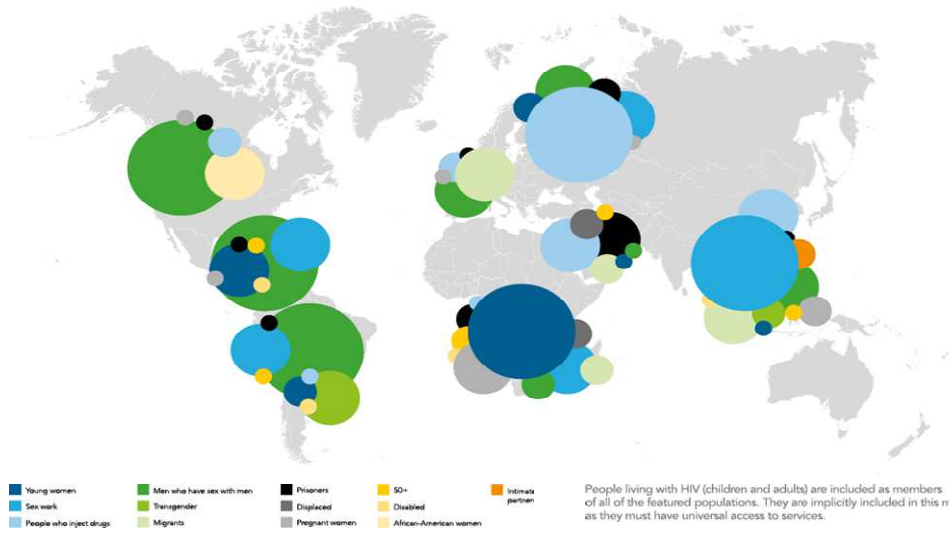 Young women
Sex work
People who inject drugs
Men who have sex with men
Transgender
Migrants
Prisoners
Displaced
Pregnant women
50+
Disabled
African-American women
Intimate
partner
People living with HIV (children and adults) are included as members
of all of the featured populations. They are implicitly included in this
as they must have universal access to services.